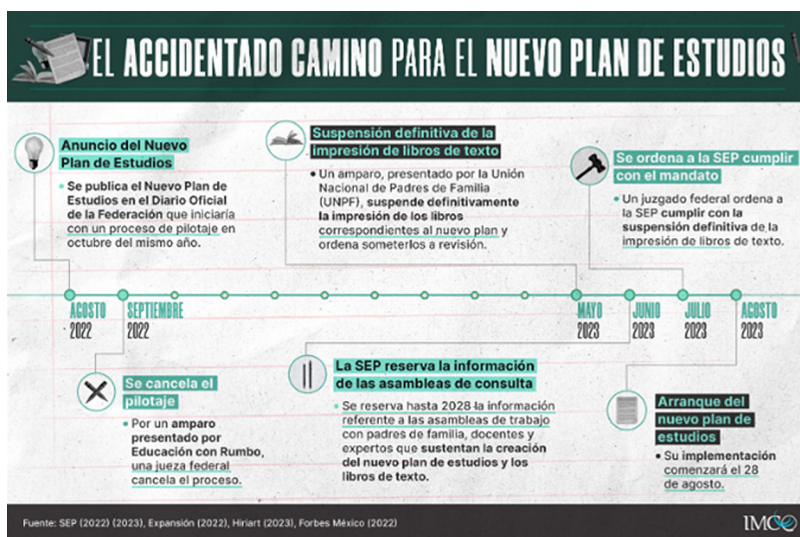 EL ACCIDENTADO CAMINO PARA EL NUEVO PLAN DE ESTUDIOS
Anuncio del Nuevo
Plan de Estudios
• Se publica el Nuevo Plan de
Estudios en el Diario Oficial
de la Federación que iniciaría
con un proceso de pilotaje en
octubre del mismo año.
Suspensión definitiva de la
impresión de libros de texto
• Un amparo, presentado por la Unión
Nacional de Padres de Familia
(UNPF), suspende definitivamente
la impresión de los libros
correspondientes al nuevo plan y
ordena someterlos a revisión.
Se ordena a la SEP cumplir
con el mandato
• Un juzgado federal ordena a
la SEP cumplir con la
suspensión definitiva de la
impresión de libros de texto.
AGOSTO
2022
SEPTIEMBRE
2022
MAYO
2023
JUNIO
2023
JULIO
2023
AGOSTO
2023
Se cancela el
pilotaje
• Por un amparo
presentado por
Educación con Rumbo,
una jueza federal
cancela el proceso.
La SEP reserva la información
de las asambleas de consulta
• Se reserva hasta 2028 la información
referente a las asambleas de trabajo
con padres de familia, docentes y
expertos que sustentan la creación
del nuevo plan de estudios y los
libros de texto.
Arranque del
nuevo plan de
estudios
• Su implementación
comenzará el 28
de agosto.
Fuente: SEP (2022) (2023), Expansión (2022), Hiriart (2023), Forbes México (2022)
IMCO